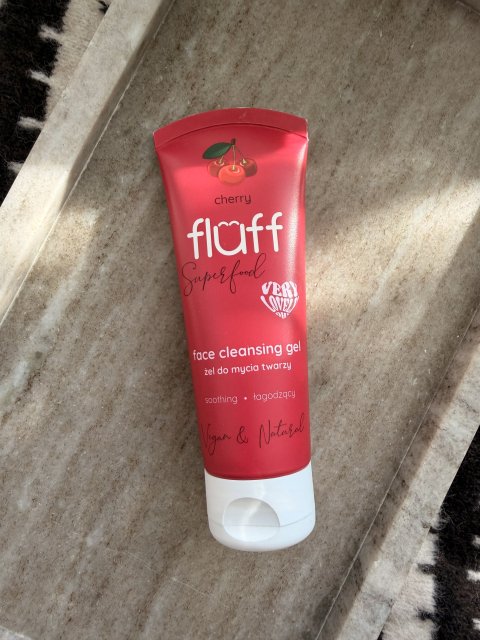 cherry
fluff
Superfood
VERY
LOVELY
face cleansing gel
żel do mycia twarzy
soothing • łagodzący
Vegan & Natural